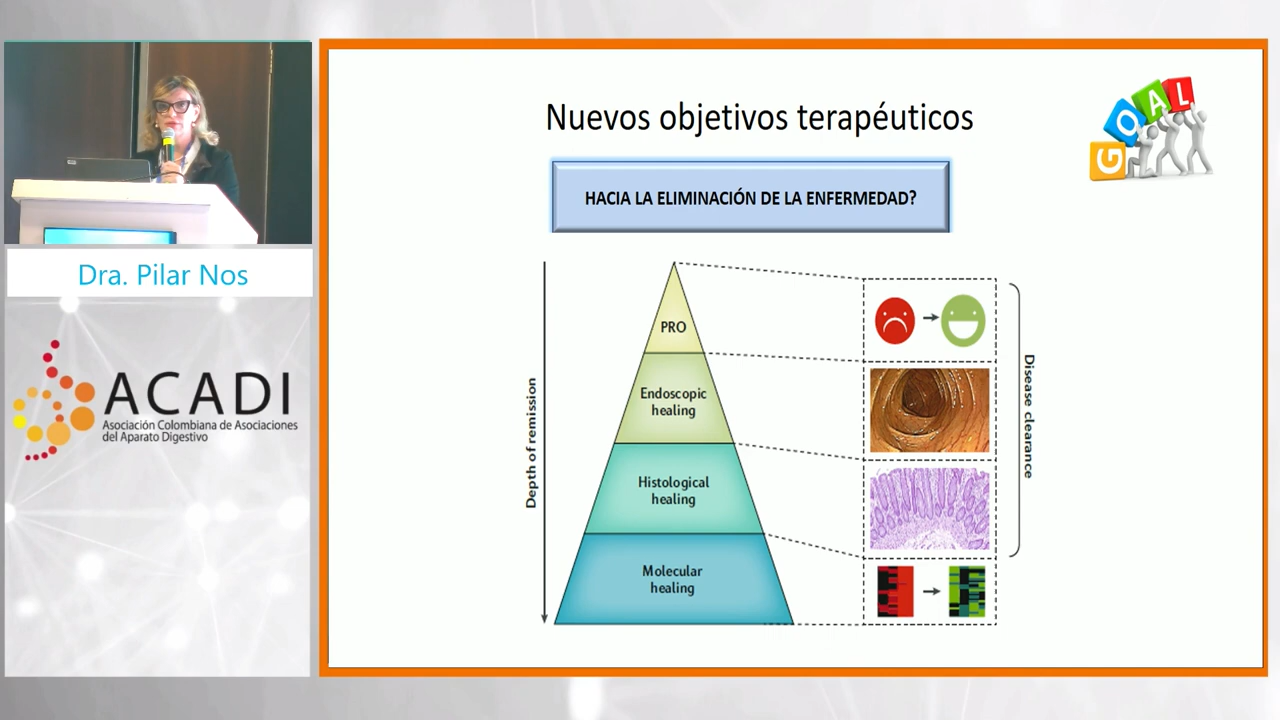 Nuevos objetivos terapéuticos
GOAL
HACIA LA ELIMINACIÓN DE LA ENFERMEDAD?
Dra. Pilar Nos
ACADI
Asociación Colombiana de Asociaciones
del Aparato Digestivo
Depth of remission
PRO
Endoscopic
healing
Histological
healing
Molecular
healing
Disease clearance